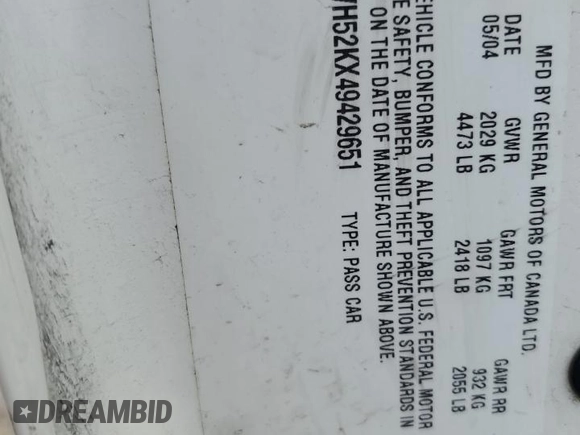 MFD BY GENERAL MOTORS OF CANADA LTD.
DATE GVWR GAWR FRT GAWR RR
05/04 2029 KG 1097 KG 932 KG
4473 LB 2418 LB 2055 LB
EHICLE CONFORMS TO ALL APPLICABLE U.S. FEDERAL MOTOR
E SAFETY, BUMPER, AND THEFT PREVENTION STANDARDS IN
ON THE DATE OF MANUFACTURE SHOWN ABOVE.
7H52KX49429651 TYPE: PASS CAR
DREAMBID